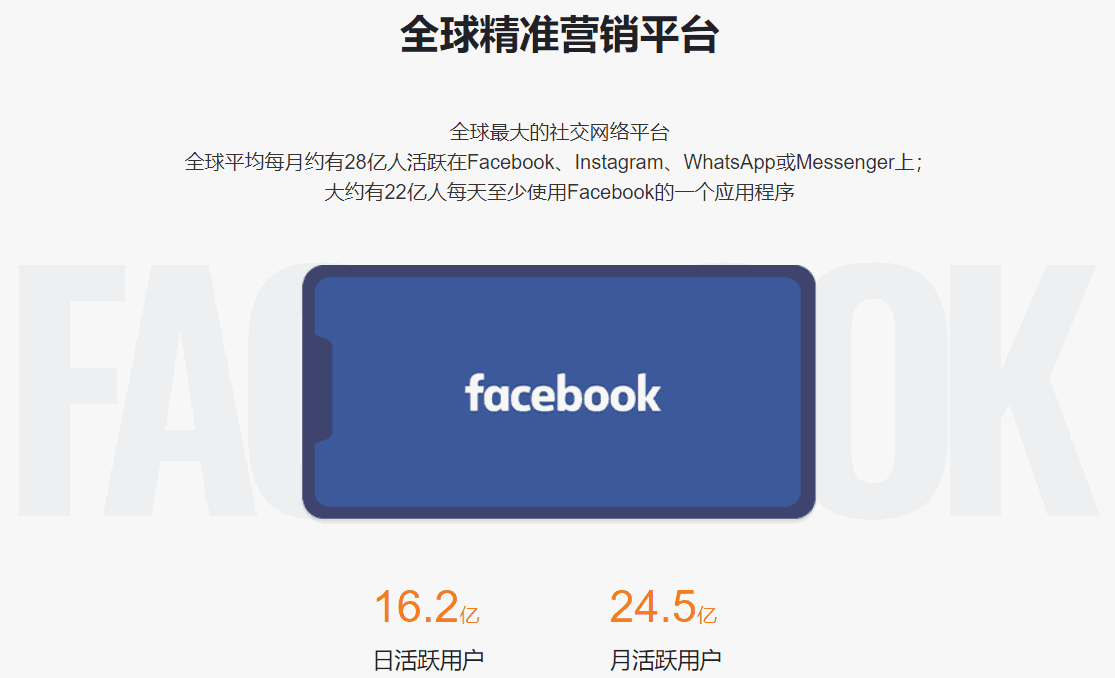 全球精准营销平台
全球最大的社交网络平台
全球平均每月约有28亿人活跃在Facebook、Instagram、WhatsApp或Messenger上；
大约有22亿人每天至少使用Facebook的一个应用程序
FACEBOOK
facebook
16.2亿 24.5亿
日活跃用户 月活跃用户